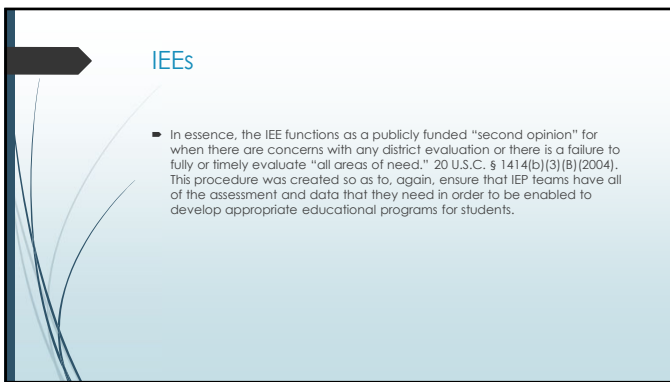 IEEs
In essence, the IEE functions as a publicly funded “second opinion” for
when there are concerns with any district evaluation or there is a failure to
fully or timely evaluate “all areas of need.” 20 U.S.C. § 1414(b)(3)(B)(2004).
This procedure was created so as to, again, ensure that IEP teams have all
of the assessment and data that they need in order to be enabled to
develop appropriate educational programs for students.